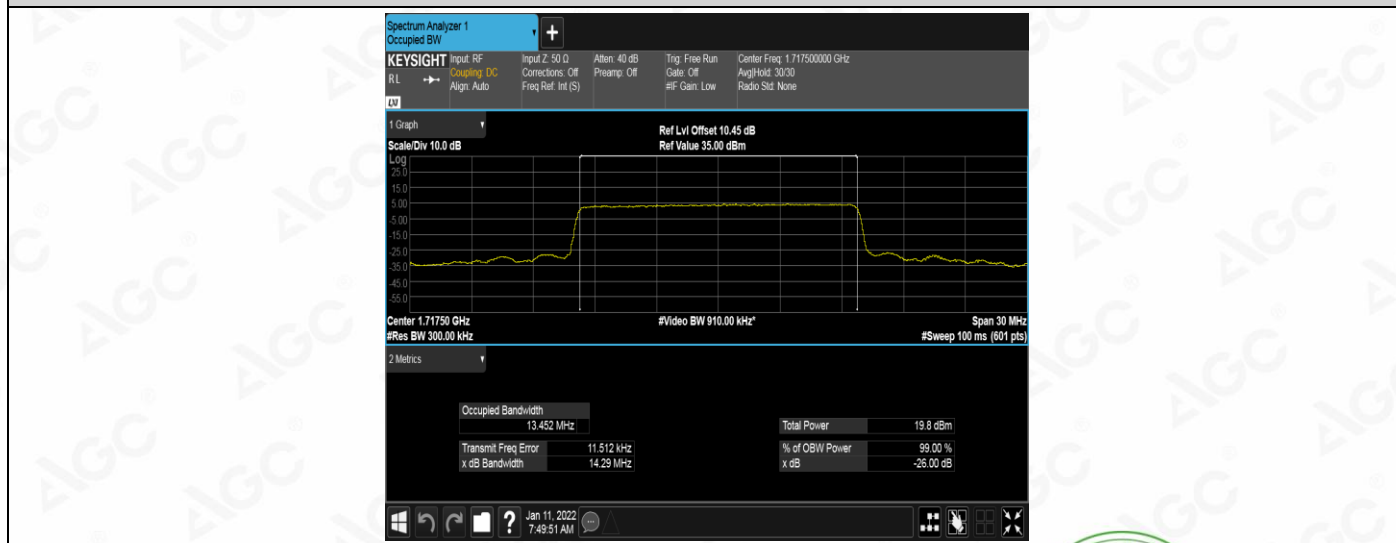 Spectrum Analyzer 1
Occupied BW
+
KEYSIGHT
RL
LXI
Input: RF
Coupling: DC
Align: Auto
Input Z: 50 Ω
Corrections: Off
Freq Ref: Int (S)
Atten: 40 dB
Preamp: Off
Trig: Free Run
Gate: Off
#IF Gain: Low
Center Freq: 1.717500000 GHz
Avg|Hold: 30/30
Radio Std: None
1 Graph
Scale/Div 10.0 dB
Ref Lvl Offset 10.45 dB
Ref Value 35.00 dBm
Log
25.0
15.0
5.00
-5.00
-15.0
-25.0
-35.0
-45.0
-55.0
Center 1.71750 GHz
#Res BW 300.00 kHz
#Video BW 910.00 kHz*
Span 30 MHz
#Sweep 100 ms (601 pts)
2 Metrics
Occupied Bandwidth
13.452 MHz
Transmit Freq Error 11.512 kHz
x dB Bandwidth 14.29 MHz
Total Power 19.8 dBm
% of OBW Power 99.00 %
x dB -26.00 dB
?
Jan 11, 2022
7:49:51 AM
AGC